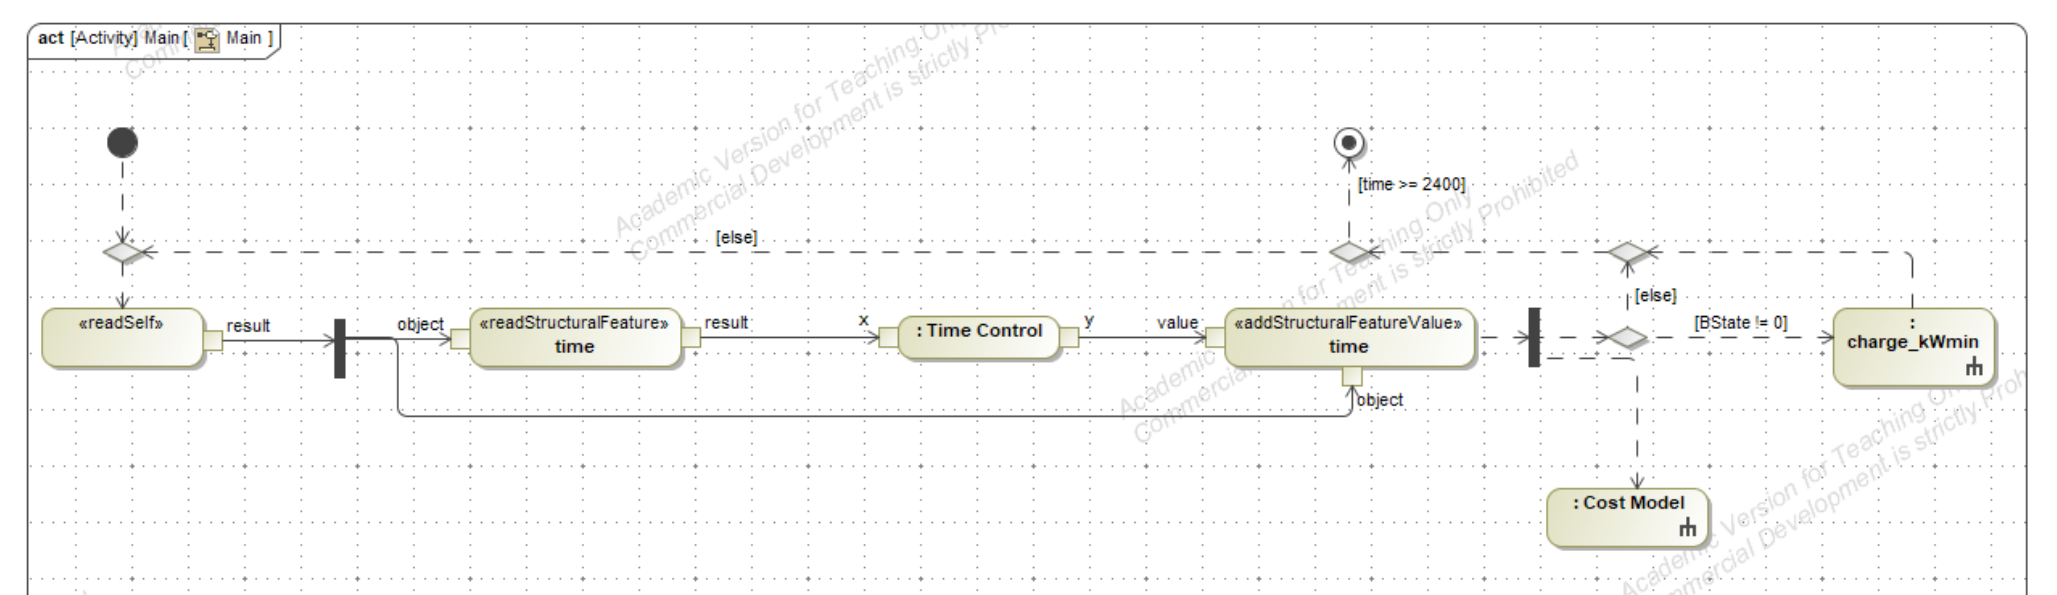 act [Activity] Main [ Main ]
[time >= 2400]
[else]
[else]
«readSelf»
result
object
«readStructuralFeature»
time
result
x
: Time Control
y
value
«addStructuralFeatureValue»
time
object
[BState != 0]
:
charge_kWmin
: Cost Model
Academic Version for Teaching Only
Commercial Development is strictly Prohibited